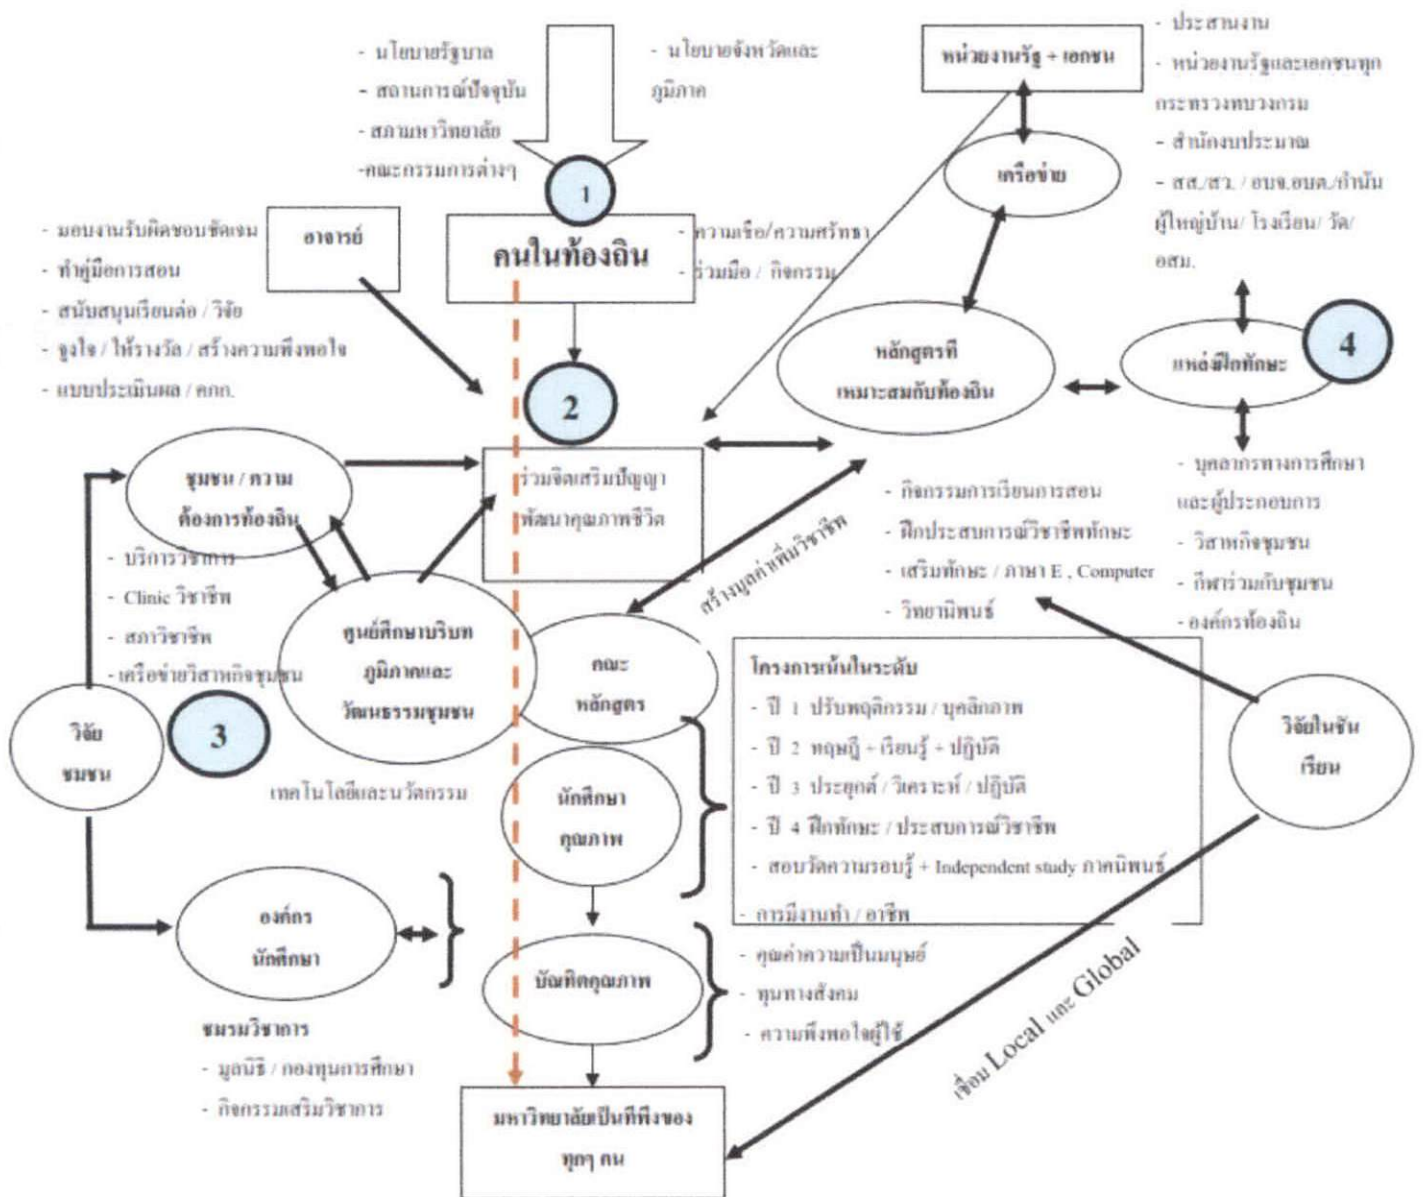 - นโยบายรัฐบาล
- สถานการณ์ปัจจุบัน
- สภามหาวิทยาลัย
-คณะกรรมการต่างๆ
- นโยบายจังหวัดและ
ภูมิภาค
หน่วยงานรัฐ + เอกชน
- ประสานงาน
- หน่วยงานรัฐและเอกชนทุก
กระทรวงทบวงกรม
- สำนักงบประมาณ
- สส./สว. / อบจ.อบต./กำนัน
ผู้ใหญ่บ้าน/ โรงเรียน/ วัด/
อสม.
เครือข่าย
1
- มอบงานรับผิดชอบชัดเจน
- ทำคู่มือการสอน
- สนับสนุนเรียนต่อ / วิจัย
- จูงใจ / ให้รางวัล / สร้างความพึงพอใจ
- แบบประเมินผล / คกก.
อาจารย์
คนในท้องถิ่น
- ความเชื่อ/ความศรัทธา
- ร่วมมือ / กิจกรรม
หลักสูตรที่
เหมาะสมกับท้องถิ่น
แหล่งฝึกทักษะ
4
2
ชุมชน / ความ
ต้องการท้องถิ่น
ร่วมจิตเสริมปัญญา
พัฒนาคุณภาพชีวิต
- บริการวิชาการ
- Clinic วิชาชีพ
- สภาวิชาชีพ
-เครือข่ายวิสาหกิจชุมชน
สร้างมูลค่าเพิ่มวิชาชีพ
- กิจกรรมการเรียนการสอน
- ฝึกประสบการณ์วิชาชีพทักษะ
- เสริมทักษะ / ภาษา E , Computer
- วิทยานิพนธ์
- บุคลากรทางการศึกษา
และผู้ประกอบการ
- วิสาหกิจชุมชน
- กีฬาร่วมกับชุมชน
- องค์กรท้องถิ่น
ศูนย์ศึกษาบริบท
ภูมิภาคและ
วัฒนธรรมชุมชน
คณะ
หลักสูตร
วิจัย
ชุมชน
3
เทคโนโลยีและนวัตกรรม
นักศึกษา
คุณภาพ
โครงการเน้นในระดับ
- ปี 1 ปรับพฤติกรรม / บุคลิกภาพ
- ปี 2 ทฤษฎี + เรียนรู้ + ปฏิบัติ
- ปี 3 ประยุกต์ / วิเคราะห์ / ปฏิบัติ
- ปี 4 ฝึกทักษะ / ประสบการณ์วิชาชีพ
- สอบวัดความรอบรู้ + Independent study ภาคนิพนธ์
วิจัยในชั้น
เรียน
องค์กร
นักศึกษา
บัณฑิตคุณภาพ
- การมีงานทำ / อาชีพ
- คุณค่าความเป็นมนุษย์
- ทุนทางสังคม
- ความพึงพอใจผู้ใช้
ชมรมวิชาการ
- มูลนิธิ / กองทุนการศึกษา
- กิจกรรมเสริมวิชาการ
เชื่อม Local และ Global
มหาวิทยาลัยเป็นที่พึ่งของ
ทุกๆ คน